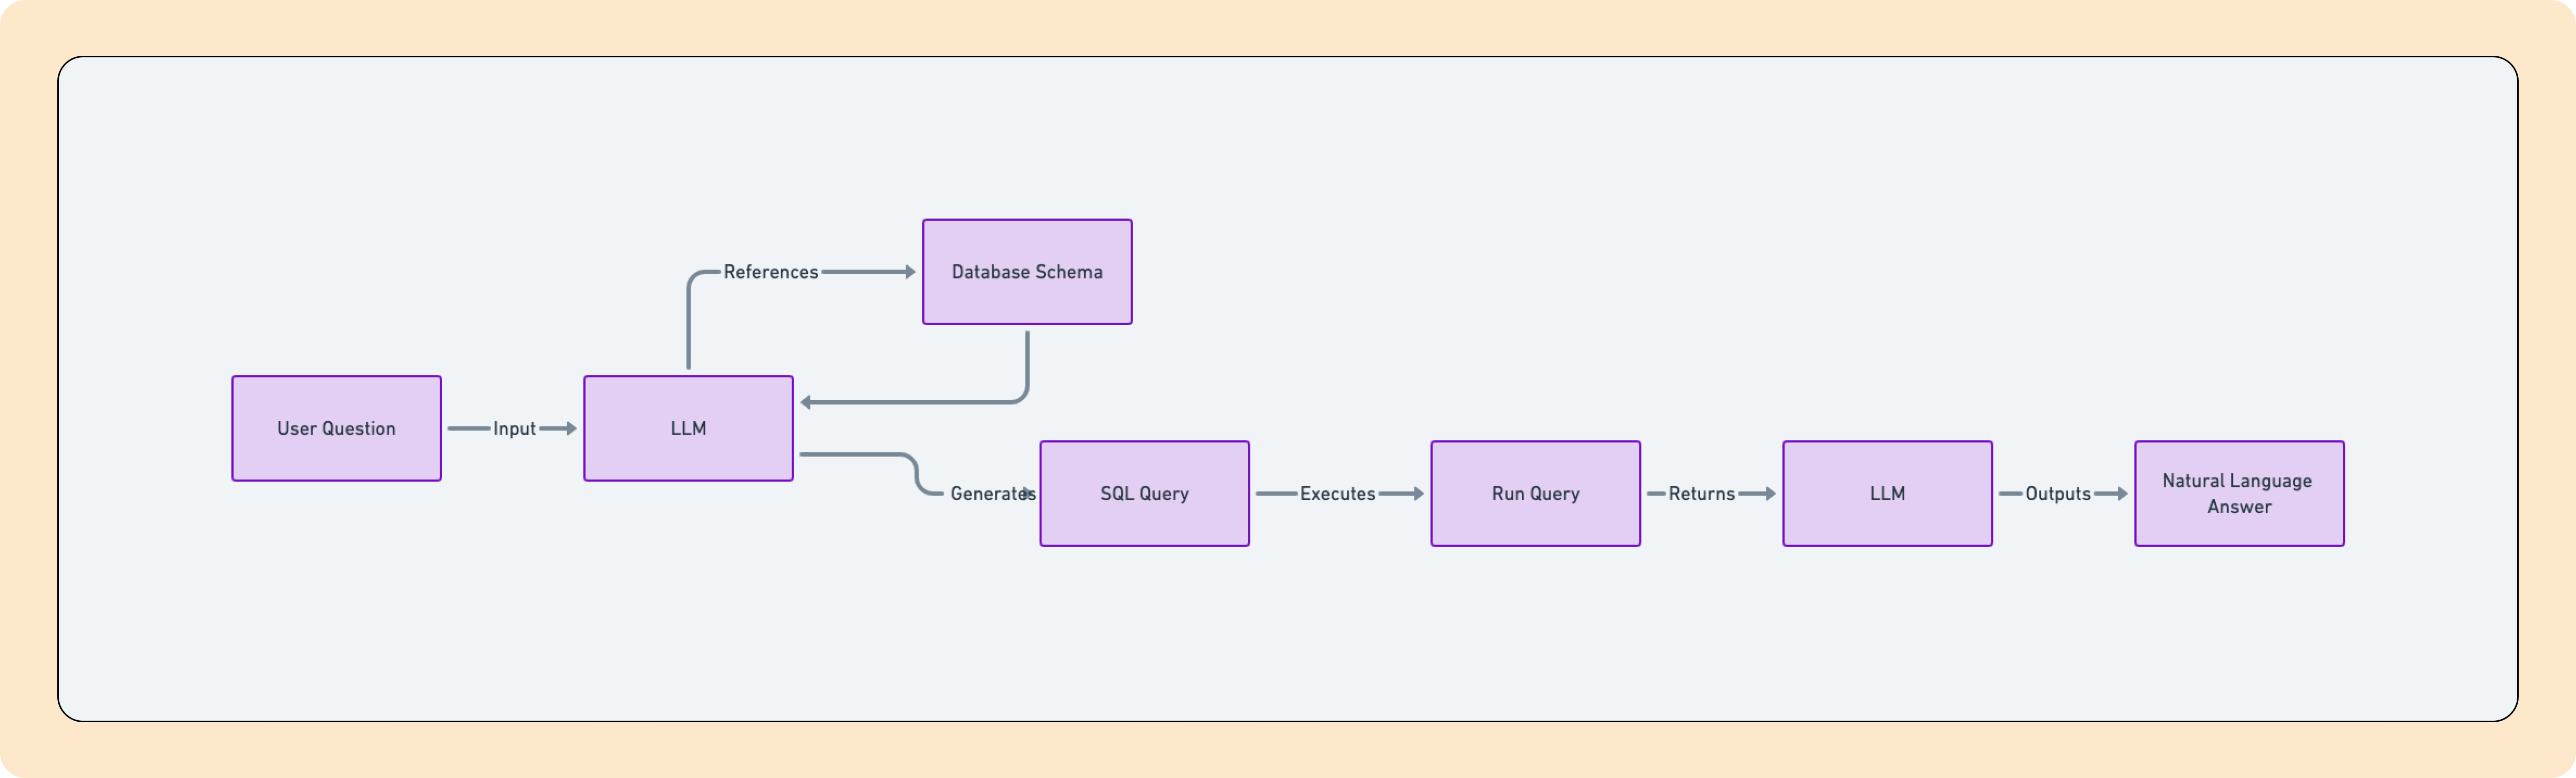 References
Database Schema
User Question
Input
LLM
Generates
SQL Query
Executes
Run Query
Returns
LLM
Outputs
Natural Language
Answer